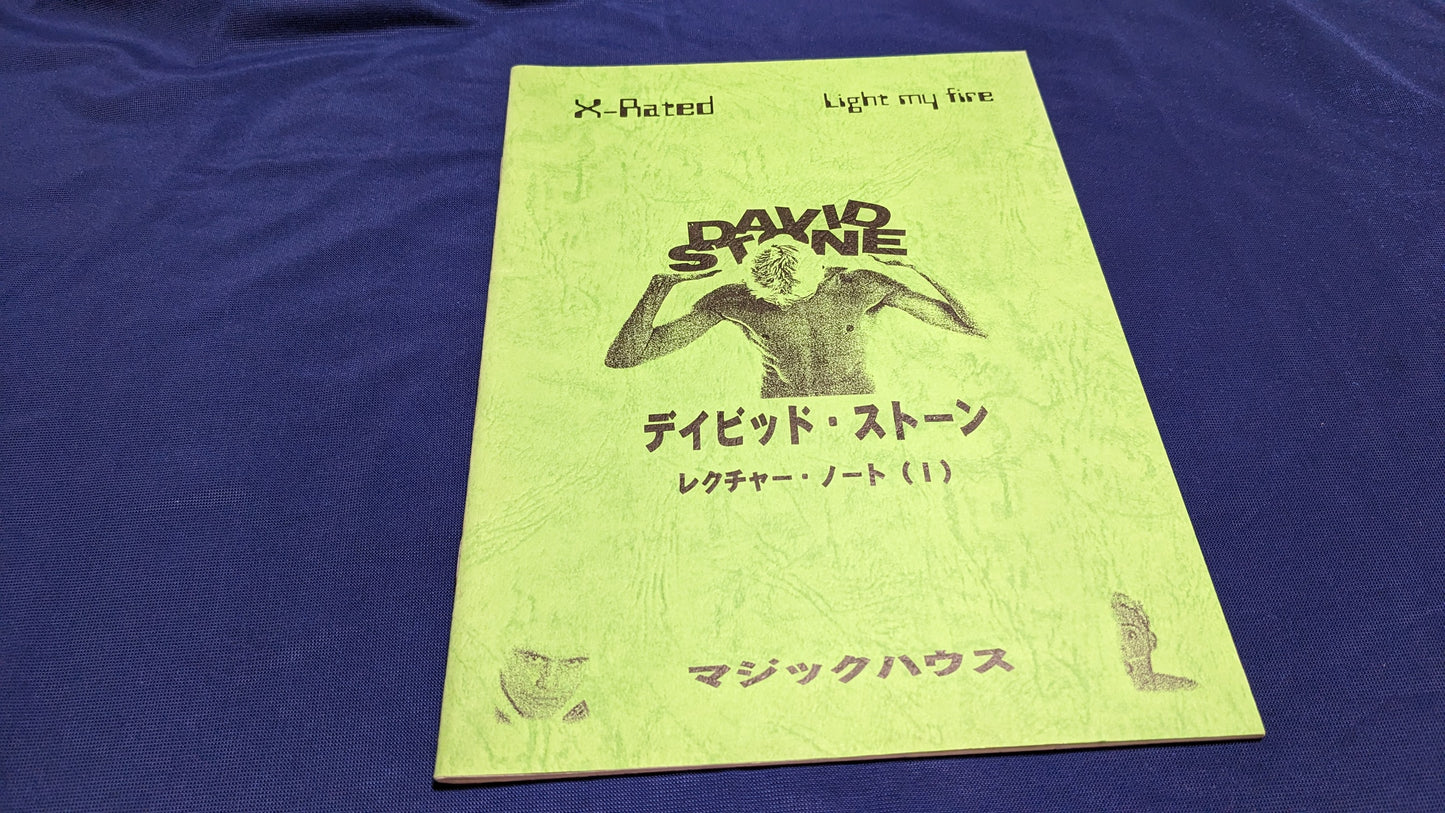 X-Rated Light my fire
DAVID
STONE
デイビッド・ストーン
レクチャー・ノート(1)
マジックハウス